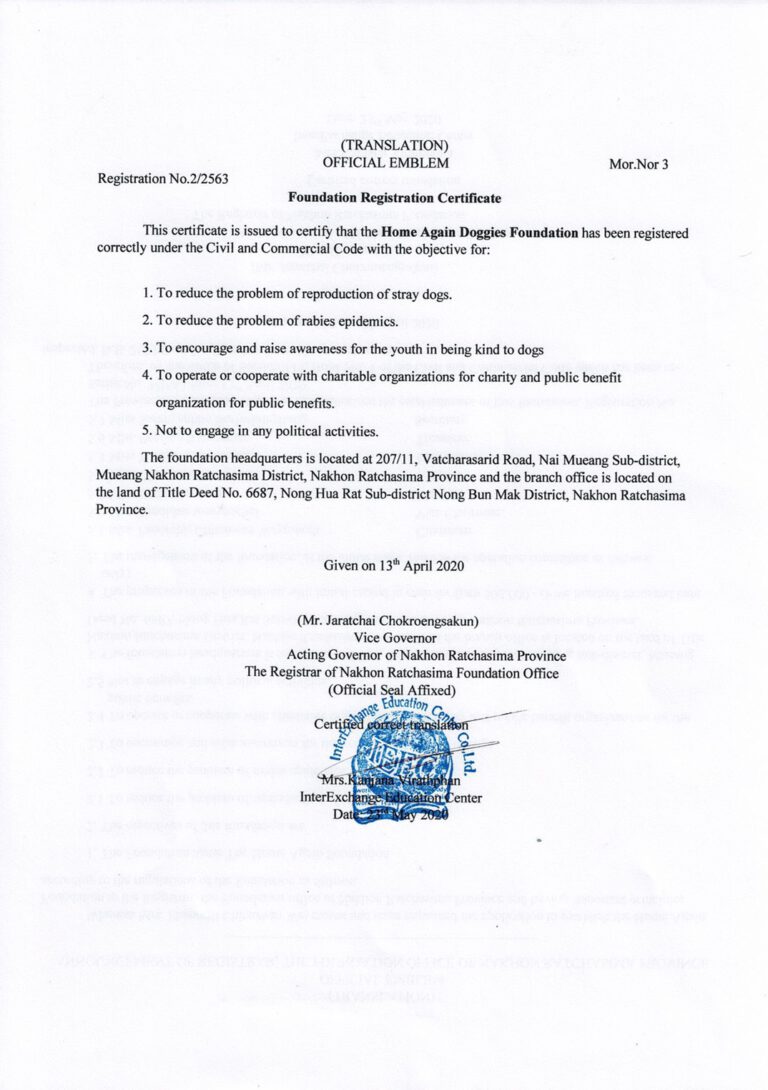 (TRANSLATION)
OFFICIAL EMBLEM
Mor.Nor 3
Registration No.2/2563
Foundation Registration Certificate
This certificate is issued to certify that the Home Again Doggies Foundation has been registered
correctly under the Civil and Commercial Code with the objective for:
1. To reduce the problem of reproduction of stray dogs.
2. To reduce the problem of rabies epidemics.
3. To encourage and raise awareness for the youth in being kind to dogs
4. To operate or cooperate with charitable organizations for charity and public benefit
organization for public benefits.
5. Not to engage in any political activities.
The foundation headquarters is located at 207/11, Vatcharasarid Road, Nai Mueang Sub-district,
Mueang Nakhon Ratchasima District, Nakhon Ratchasima Province and the branch office is located on
the land of Title Deed No. 6687, Nong Hua Rat Sub-district Nong Bun Mak District, Nakhon Ratchasima
Province.
Given on 13th April 2020
(Mr. Jaratchai Chokroengsakun)
Vice Governor
Acting Governor of Nakhon Ratchasima Province
The Registrar of Nakhon Ratchasima Foundation Office
(Official Seal Affixed)
InterExchange Education Center Co.,Ltd.
Certified correct translation
Mrs.Kanjana Virathphan
InterExchange Education Center
Date: 23rd May 2020